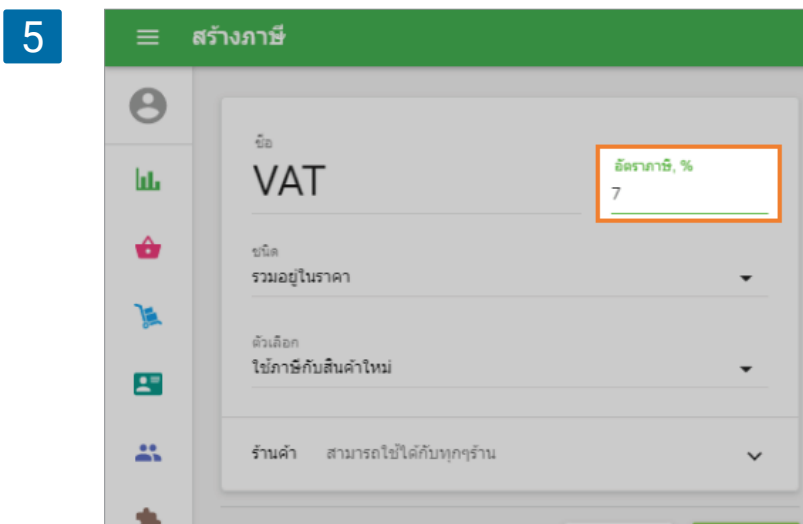 5
สร้างภาษี
ชื่อ
VAT
อัตราภาษี, %
7
ชนิด
รวมอยู่ในราคา
ตัวเลือก
ใช้ภาษีกับสินค้าใหม่
ร้านค้า สามารถใช้ได้กับทุกๆร้าน